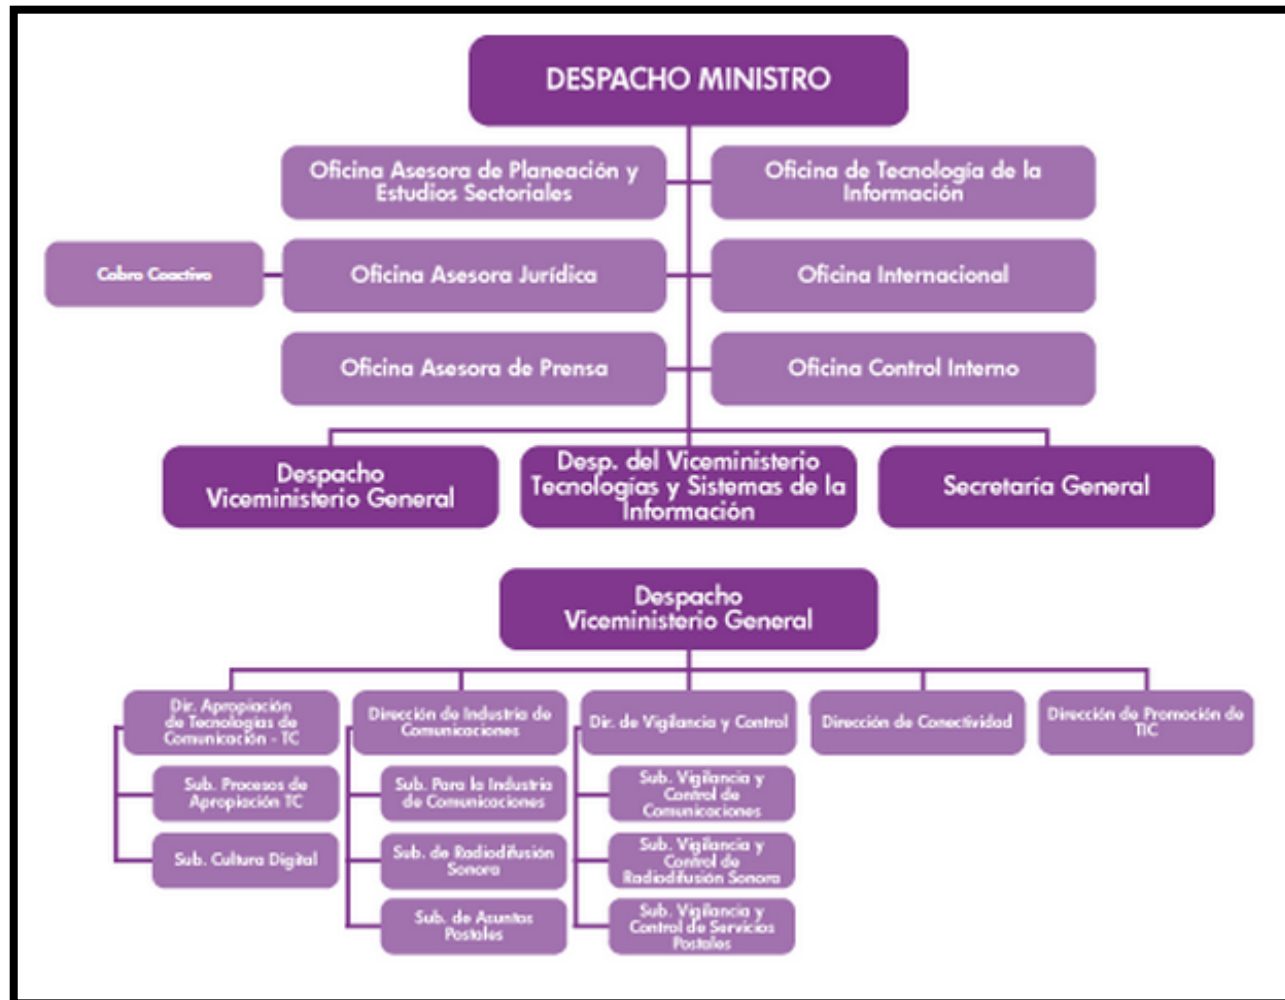 DESPACHO MINISTRO
Oficina Asesora de Planeación y
Estudios Sectoriales
Oficina de Tecnología de la
Información
Cobro Coactivo
Oficina Asesora Jurídica
Oficina Internacional
Oficina Asesora de Prensa
Oficina Control Interno
Despacho
Viceministerio General
Desp. del Viceministerio
Tecnologías y Sistemas de la
Información
Secretaría General
Despacho
Viceministerio General
Dir. Apropiación
de Tecnologías de
Comunicación - TC
Dirección de Industria de
Comunicaciones
Dir. de Vigilancia y Control
Dirección de Conectividad
Dirección de Promoción de
TIC
Sub. Procesos de
Apropiación TC
Sub. Para la Industria
de Comunicaciones
Sub. Vigilancia y
Control de
Comunicaciones
Sub. Cultura Digital
Sub. de Radiodifusión
Sonora
Sub. Vigilancia y
Control de
Radiodifusión Sonora
Sub. de Asuntos
Postales
Sub. Vigilancia y
Control de Servicios
Postales